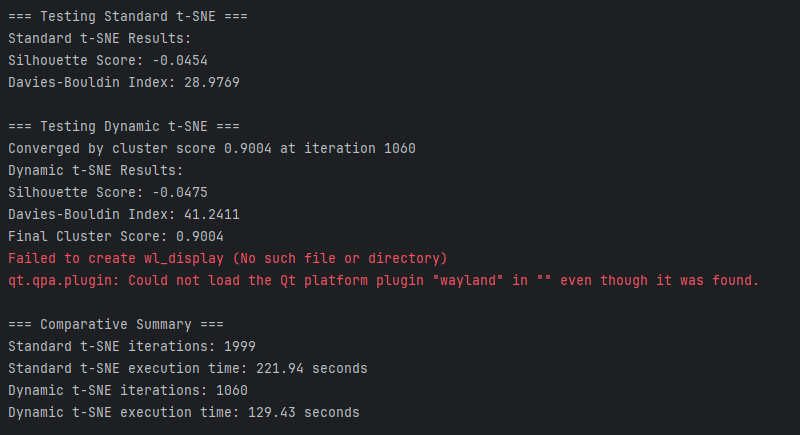 === Testing Standard t-SNE ===
Standard t-SNE Results:
Silhouette Score: -0.0454
Davies-Bouldin Index: 28.9769
=== Testing Dynamic t-SNE ===
Converged by cluster score 0.9004 at iteration 1060
Dynamic t-SNE Results:
Silhouette Score: -0.0475
Davies-Bouldin Index: 41.2411
Final Cluster Score: 0.9004
Failed to create wl_display (No such file or directory)
qt.qpa.plugin: Could not load the Qt platform plugin "wayland" in "" even though it was found.
=== Comparative Summary ===
Standard t-SNE iterations: 1999
Standard t-SNE execution time: 221.94 seconds
Dynamic t-SNE iterations: 1060
Dynamic t-SNE execution time: 129.43 seconds